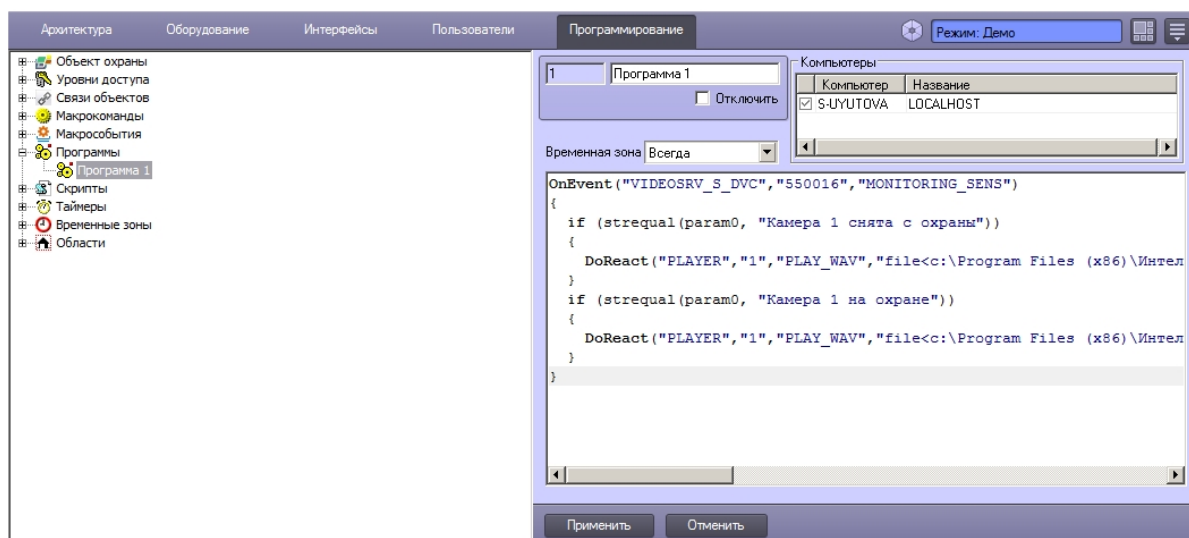 Архитектура Оборудование Интерфейсы Пользователи Программирование Режим: Демо
Объект охраны
Уровни доступа
Связи объектов
Макрокоманды
Макрособытия
Программы
Программа 1
Скрипты
Таймеры
Временные зоны
Области
1 Программа 1
Отключить
Компьютеры
Компьютер Название
S-UYUTOVA LOCALHOST
Временная зона Всегда
OnEvent("VIDEOSRV_S_DVC","550016","MONITORING_SENS")
{
if (strequal(param0, "Камера 1 снята с охраны"))
{
DoReact("PLAYER","1","PLAY_WAV","file<c:\Program Files (x86)\Интел
}
if (strequal(param0, "Камера 1 на охране"))
{
DoReact("PLAYER","1","PLAY_WAV","file<c:\Program Files (x86)\Интел
}
}
Применить Отменить